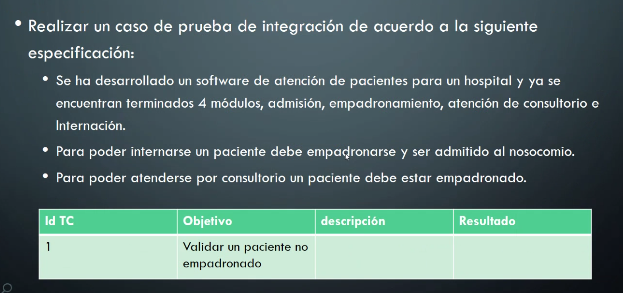 • Realizar un caso de prueba de integración de acuerdo a la siguiente
especificación:
• Se ha desarrollado un software de atención de pacientes para un hospital y ya se
encuentran terminados 4 módulos, admisión, empadronamiento, atención de consultorio e
Internación.
• Para poder internarse un paciente debe empadronarse y ser admitido al nosocomio.
• Para poder atenderse por consultorio un paciente debe estar empadronado.
Id TC Objetivo descripción Resultado
1 Validar un paciente no
empadronado